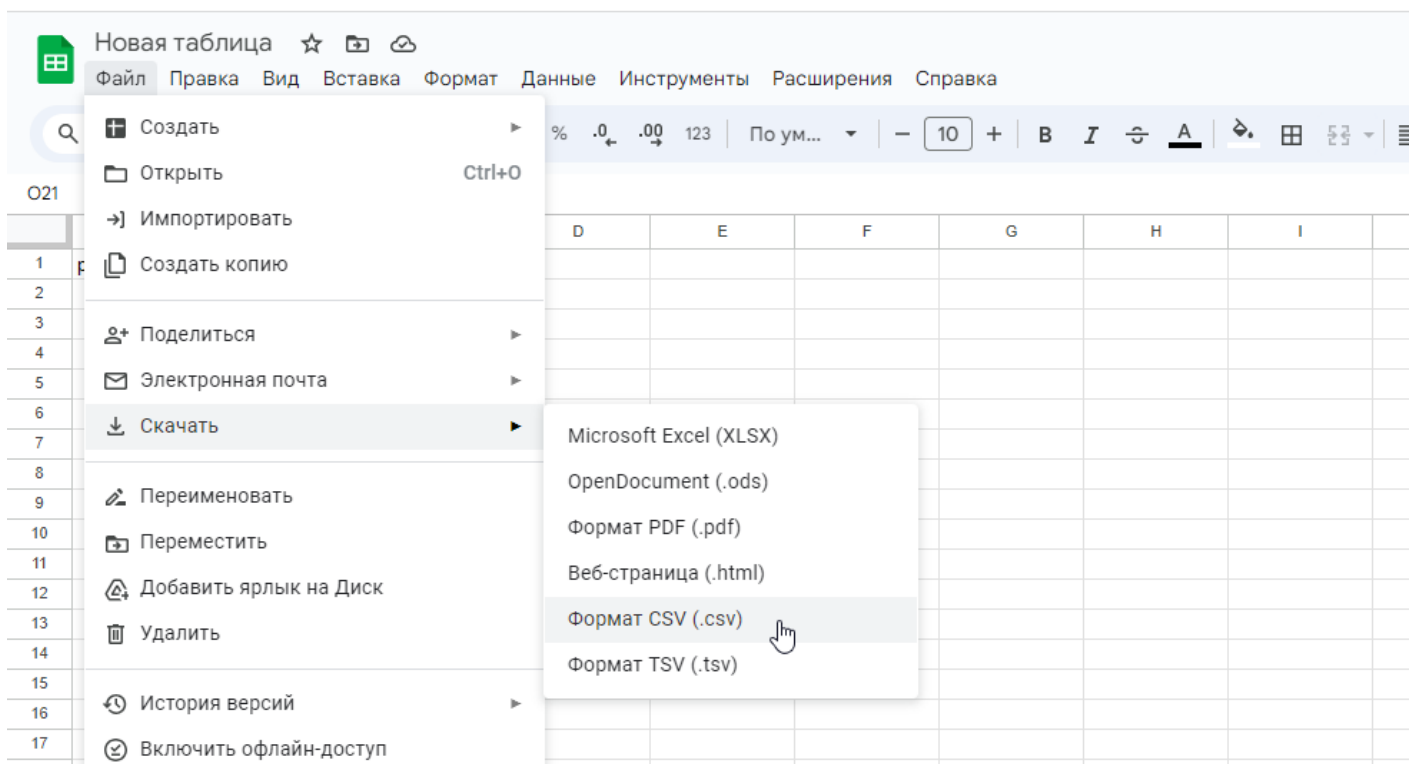 Новая таблица
Файл Правка Вид Вставка Формат Данные Инструменты Расширения Справка
Создать
% .0 .00 123 По ум... 10 B I A
Открыть Ctrl+O
O21
Импортировать
D E F G H I
1
Создать копию
2
3
Поделиться
4
5 Электронная почта
6
Скачать
Microsoft Excel (XLSX)
7
8
OpenDocument (.ods)
9 Переименовать
10
Формат PDF (.pdf)
Переместить
11
Веб-страница (.html)
12 Добавить ярлык на Диск
13
Формат CSV (.csv)
Удалить
14
Формат TSV (.tsv)
15
История версий
16
17 Включить офлайн-доступ